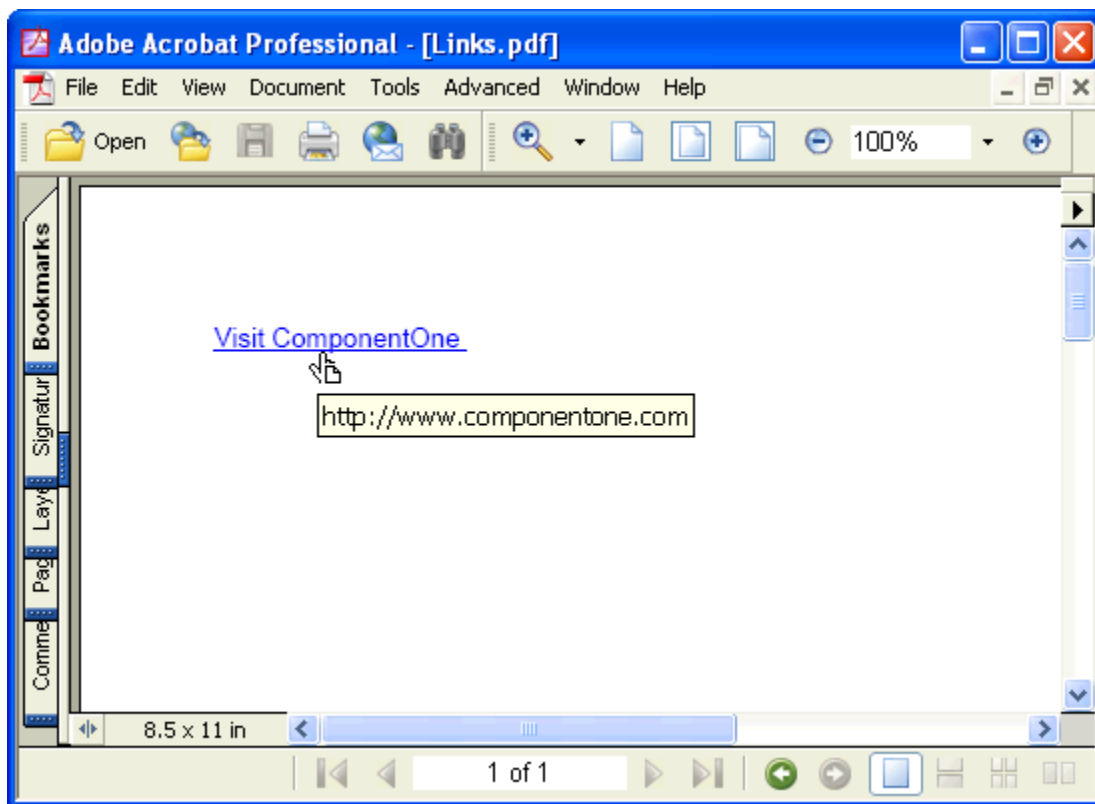 Adobe Acrobat Professional - [Links.pdf]
File Edit View Document Tools Advanced Window Help
Open 100%
Bookmarks
Signatur
Laye
Pag
Comme
Visit ComponentOne
http://www.componentone.com
8.5 x 11 in
1 of 1